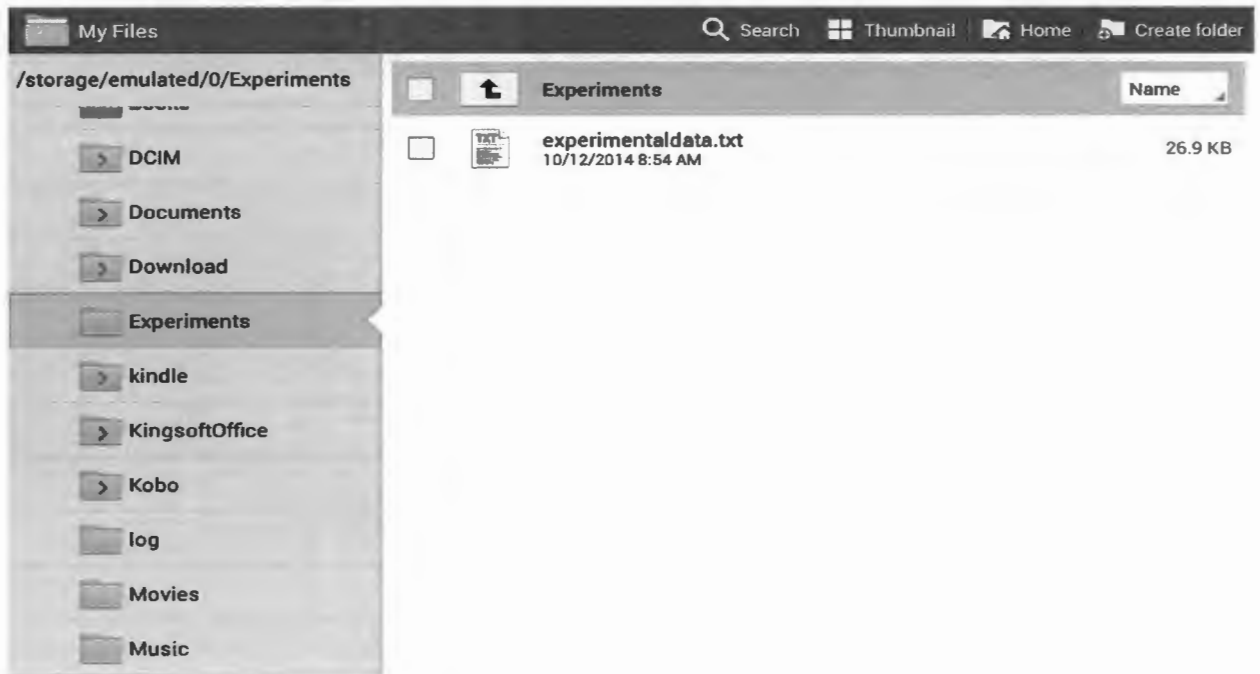 My Files
Search
Thumbnail
Home
Create folder
/storage/emulated/0/Experiments
DCIM
Documents
Download
Experiments
kindle
KingsoftOffice
Kobo
log
Movies
Music
Experiments
Name
TXT
experimentaldata.txt
26.9 KB
10/12/2014 8:54 AM